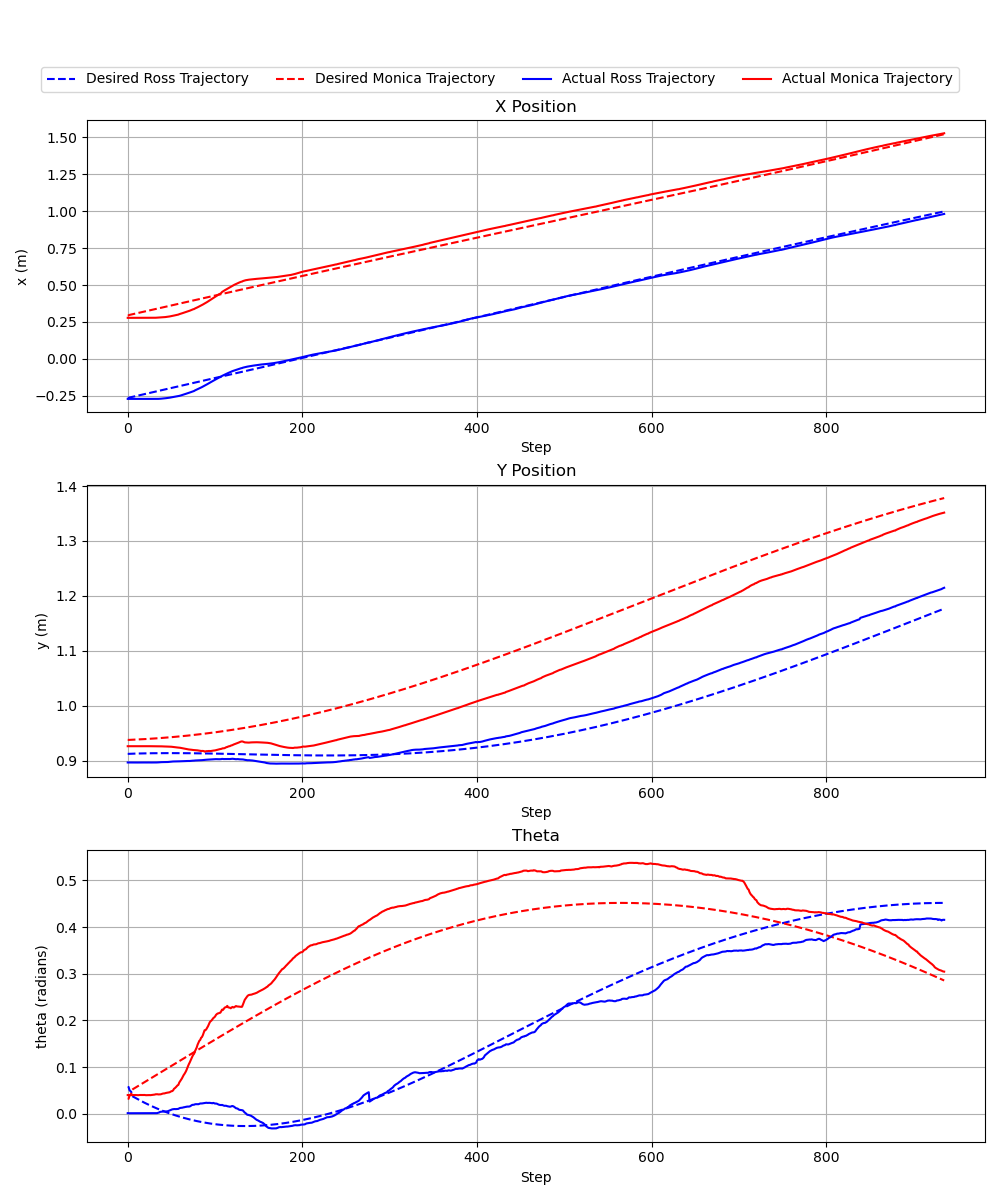 Desired Ross Trajectory Desired Monica Trajectory Actual Ross Trajectory Actual Monica Trajectory
X Position
1.50
1.25
1.00
0.75
0.50
0.25
0.00
−0.25
x (m)
0 200 400 600 800
Step
Y Position
1.4
1.3
1.2
1.1
1.0
0.9
y (m)
0 200 400 600 800
Step
Theta
0.5
0.4
0.3
0.2
0.1
0.0
theta (radians)
0 200 400 600 800
Step